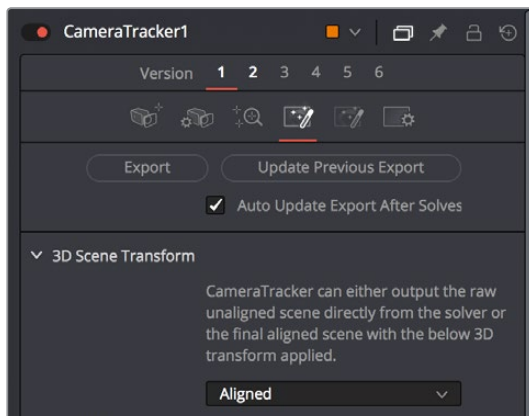 CameraTracker1
Version 1 2 3 4 5 6
Export Update Previous Export
Auto Update Export After Solves
3D Scene Transform
CameraTracker can either output the raw
unaligned scene directly from the solver or
the final aligned scene with the below 3D
transform applied.
Aligned